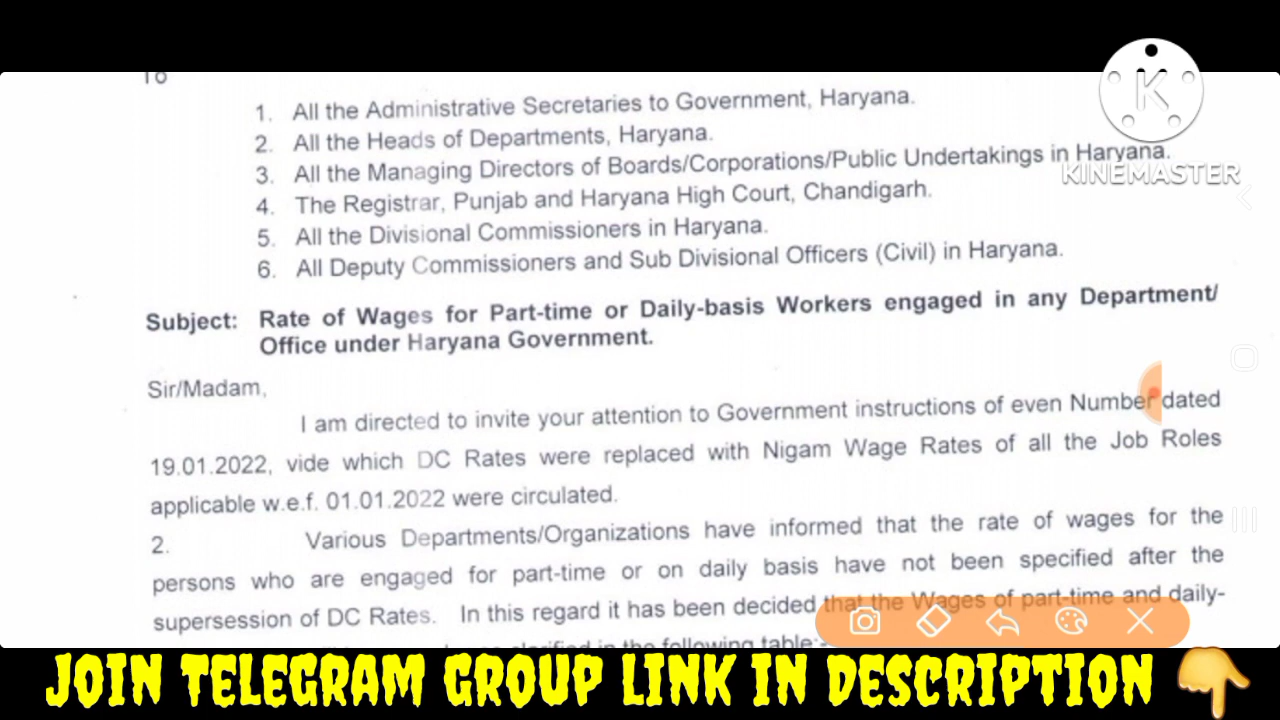 To
1. All the Administrative Secretaries to Government, Haryana.
2. All the Heads of Departments, Haryana.
3. All the Managing Directors of Boards/Corporations/Public Undertakings in Haryana.
4. The Registrar, Punjab and Haryana High Court, Chandigarh.
5. All the Divisional Commissioners in Haryana.
6. All Deputy Commissioners and Sub Divisional Officers (Civil) in Haryana.
KINEMASTER
Subject: Rate of Wages for Part-time or Daily-basis Workers engaged in any Department/
Office under Haryana Government.
Sir/Madam,
I am directed to invite your attention to Government instructions of even Number dated
19.01.2022, vide which DC Rates were replaced with Nigam Wage Rates of all the Job Roles
applicable w.e.f. 01.01.2022 were circulated.
2. Various Departments/Organizations have informed that the rate of wages for the
persons who are engaged for part-time or on daily basis have not been specified after the
supersession of DC Rates. In this regard it has been decided that the Wages of part-time and daily-
clarified in the following table:-
JOIN TELEGRAM GROUP LINK IN DESCRIPTION